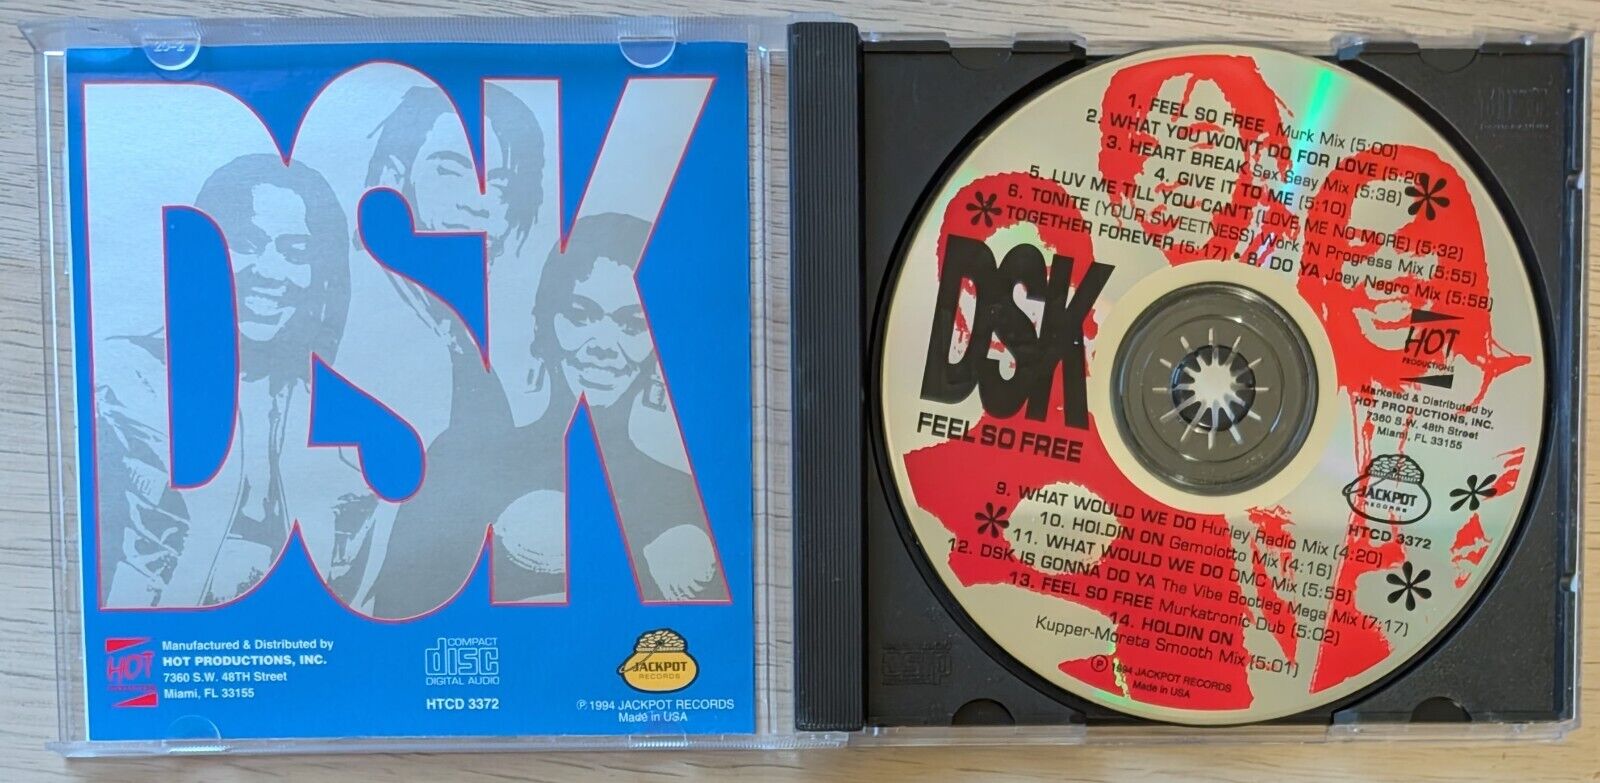 DSK
HOT
Manufactured & Distributed by
HOT PRODUCTIONS, INC.
7360 S.W. 48TH Street
Miami, FL 33155
COMPACT
disc
DIGITAL AUDIO
HTCD 3372
JACKPOT
RECORDS
℗ 1994 JACKPOT RECORDS
Made in USA
1. FEEL SO FREE Murk Mix (5:00)
2. WHAT YOU WON'T DO FOR LOVE (5:20)
3. HEART BREAK Sex Seay Mix (5:38)
4. GIVE IT TO ME (5:10)
5. LUV ME TILL YOU CAN'T (LOVE ME NO MORE) (5:32)
6. TONITE (YOUR SWEETNESS) Work 'N Progress Mix (5:55)
TOGETHER FOREVER (5:17) • 8. DO YA Joey Negro Mix (5:58)
DSK
FEEL SO FREE
HOT
PRODUCTIONS
Marketed & Distributed by
HOT PRODUCTIONS, INC.
7360 S.W. 48th Street
Miami, FL 33155
JACKPOT
RECORDS
HTCD 3372
9. WHAT WOULD WE DO Hurley Radio Mix (4:20)
10. HOLDIN ON Gemolotto Mix (4:16)
11. WHAT WOULD WE DO DMC Mix (5:58)
12. DSK IS GONNA DO YA The Vibe Bootleg Mega Mix (7:17)
13. FEEL SO FREE Murkatronic Dub (5:02)
14. HOLDIN ON
Kupper-Moreta Smooth Mix (5:01)
℗ 1994 JACKPOT RECORDS
Made in USA